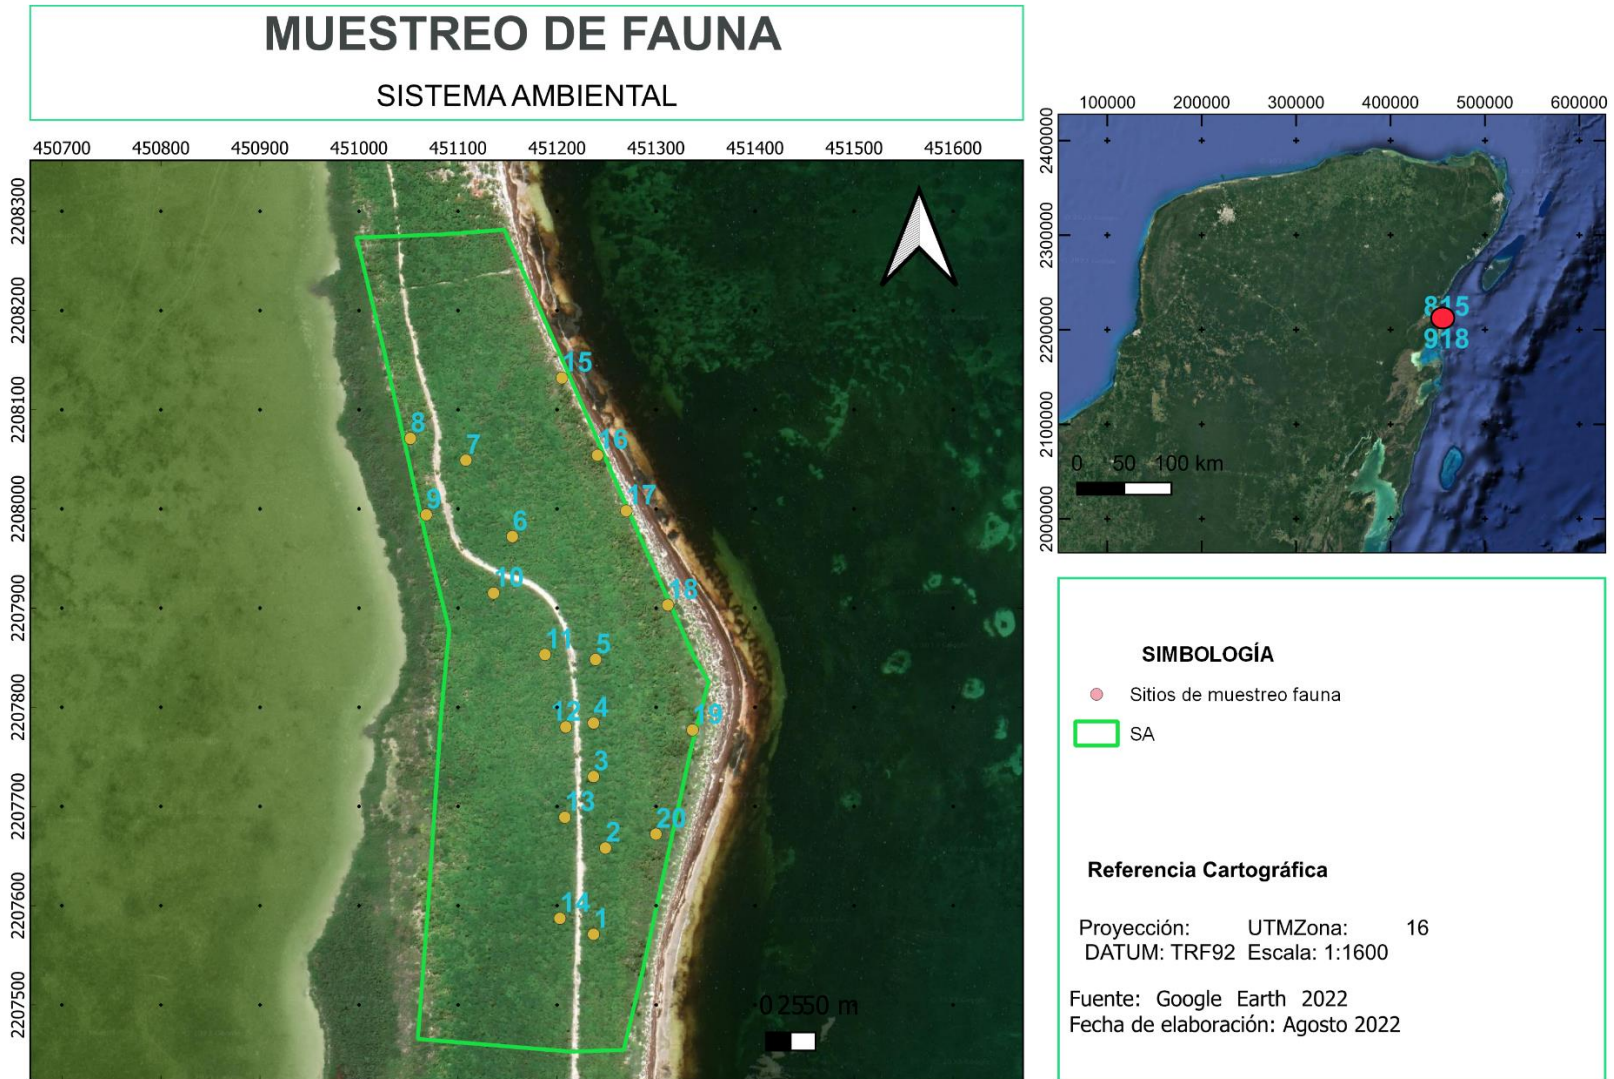 MUESTREO DE FAUNA
SISTEMA AMBIENTAL
450700 450800 450900 451000 451100 451200 451300 451400 451500 451600
2208300
2208200
2208100
2208000
2207900
2207800
2207700
2207600
2207500
15
8
7
16
9
17
6
10
18
11
5
12
4
19
3
13
2
20
14
1
0 25 50 m
100000 200000 300000 400000 500000 600000
2400000
2300000
2200000
2100000
2000000
815
918
0 50 100 km
SIMBOLOGÍA
Sitios de muestreo fauna
SA
Referencia Cartográfica
Proyección: UTMZona: 16
DATUM: TRF92 Escala: 1:1600
Fuente: Google Earth 2022
Fecha de elaboración: Agosto 2022